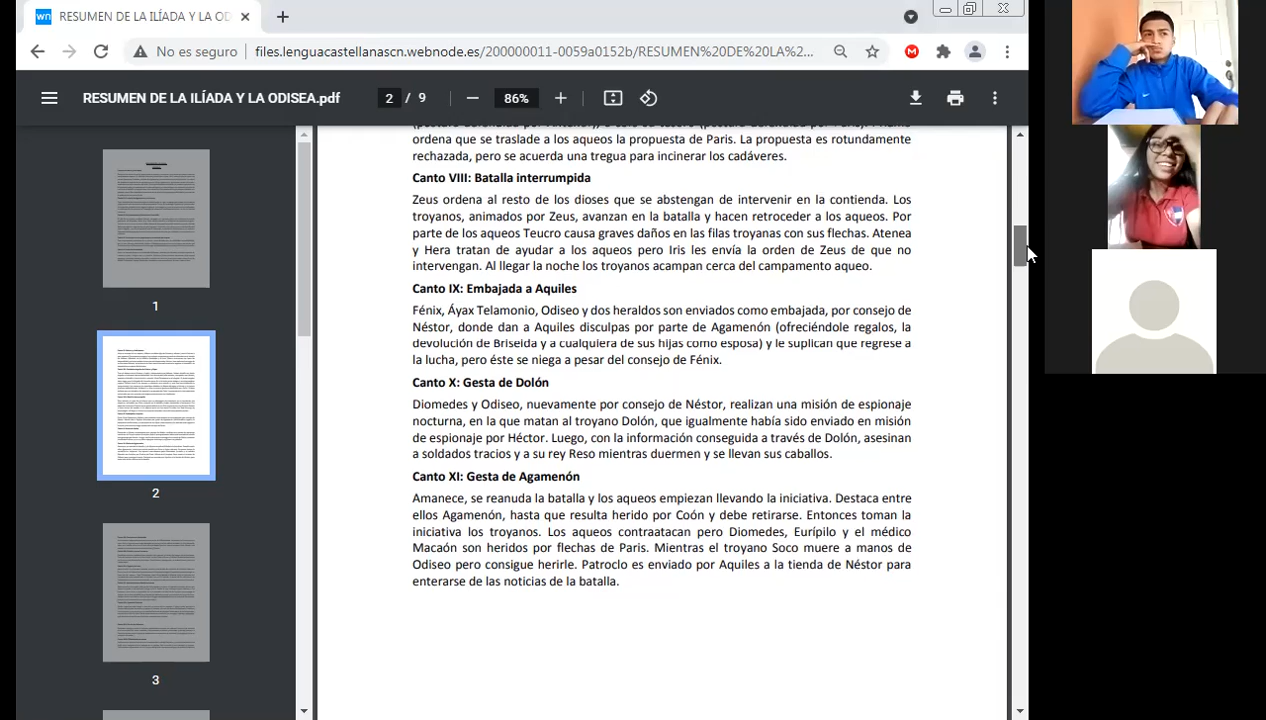 RESUMEN DE LA ILÍADA Y LA OD
No es seguro
files.lenguacastellanascn.webnode.es/200000011-0059a0152b/RESUMEN%20DE%20LA%2...
RESUMEN DE LA ILÍADA Y LA ODISEA.pdf
2 / 9
86%
ordena que se traslade a los aqueos la propuesta de Paris. La propuesta es rotundamente
rechazada, pero se acuerda una tregua para incinerar los cadáveres.
Canto VIII: Batalla interrumpida
Zeus ordena al resto de los dioses que se abstengan de intervenir en la contienda. Los
troyanos, animados por Zeus, avanzan en la batalla y hacen retroceder a los aqueos. Por
parte de los aqueos Teucro causa graves daños en las filas troyanas con sus flechas. Atenea
y Hera tratan de ayudar a los aqueos pero Iris les envía la orden de Zeus de que no
intervengan. Al llegar la noche los troyanos acampan cerca del campamento aqueo.
Canto IX: Embajada a Aquiles
Fénix, Áyax Telamonio, Odiseo y dos heraldos son enviados como embajada, por consejo de
Néstor, donde dan a Aquiles disculpas por parte de Agamenón (ofreciéndole regalos, la
devolución de Briseida y a cualquiera de sus hijas como esposa) y le suplican que regrese a
la lucha, pero éste se niega a pesar del consejo de Fénix.
Canto X: Gesta de Dolón
Diomedes y Odiseo, nuevamente por consejo de Néstor, realizan una misión de espionaje
nocturna, en la que matan al troyano Dolón, que igualmente había sido enviado en misión
de espionaje por Héctor. Luego, con la información conseguida a través de Dolón, asesinan
a soldados tracios y a su rey Reso mientras duermen y se llevan sus caballos.
Canto XI: Gesta de Agamenón
Amanece, se reanuda la batalla y los aqueos empiezan llevando la iniciativa. Destaca entre
ellos Agamenón, hasta que resulta herido por Coón y debe retirarse. Entonces toman la
iniciativa los troyanos. Los aqueos contraatacan pero Diomedes, Eurípilo y el médico
Macaón son heridos por flechas de Paris. Mientras el troyano Soco muere a manos de
Odiseo pero consigue herirle. Patroclo es enviado por Aquiles a la tienda de Néstor para
enterarse de las noticias de la batalla.
1
2
3